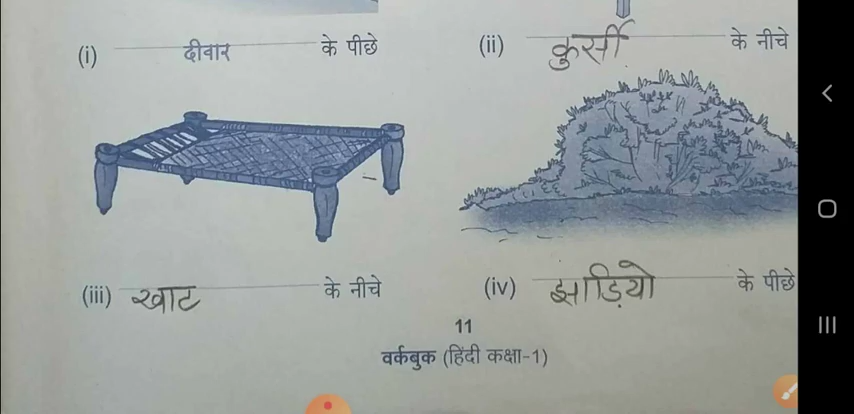 (i) दीवार के पीछे
(ii) कुर्सी के नीचे
(iii) खाट के नीचे
(iv) झाड़ियो के पीछे
11
वर्कबुक (हिंदी कक्षा-1)